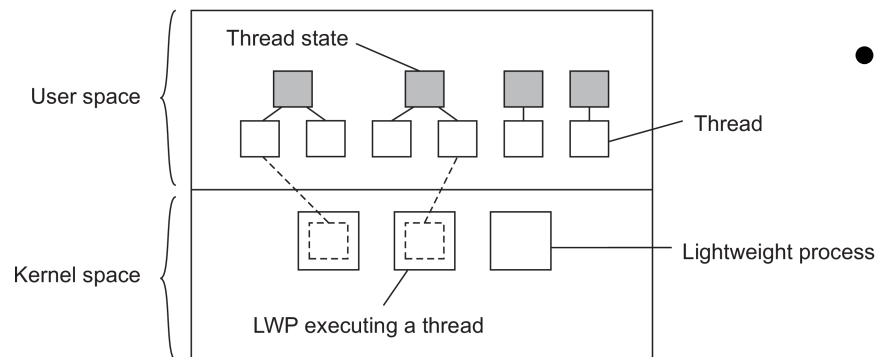 Thread state
User space
Thread
Lightweight process
Kernel space
LWP executing a thread